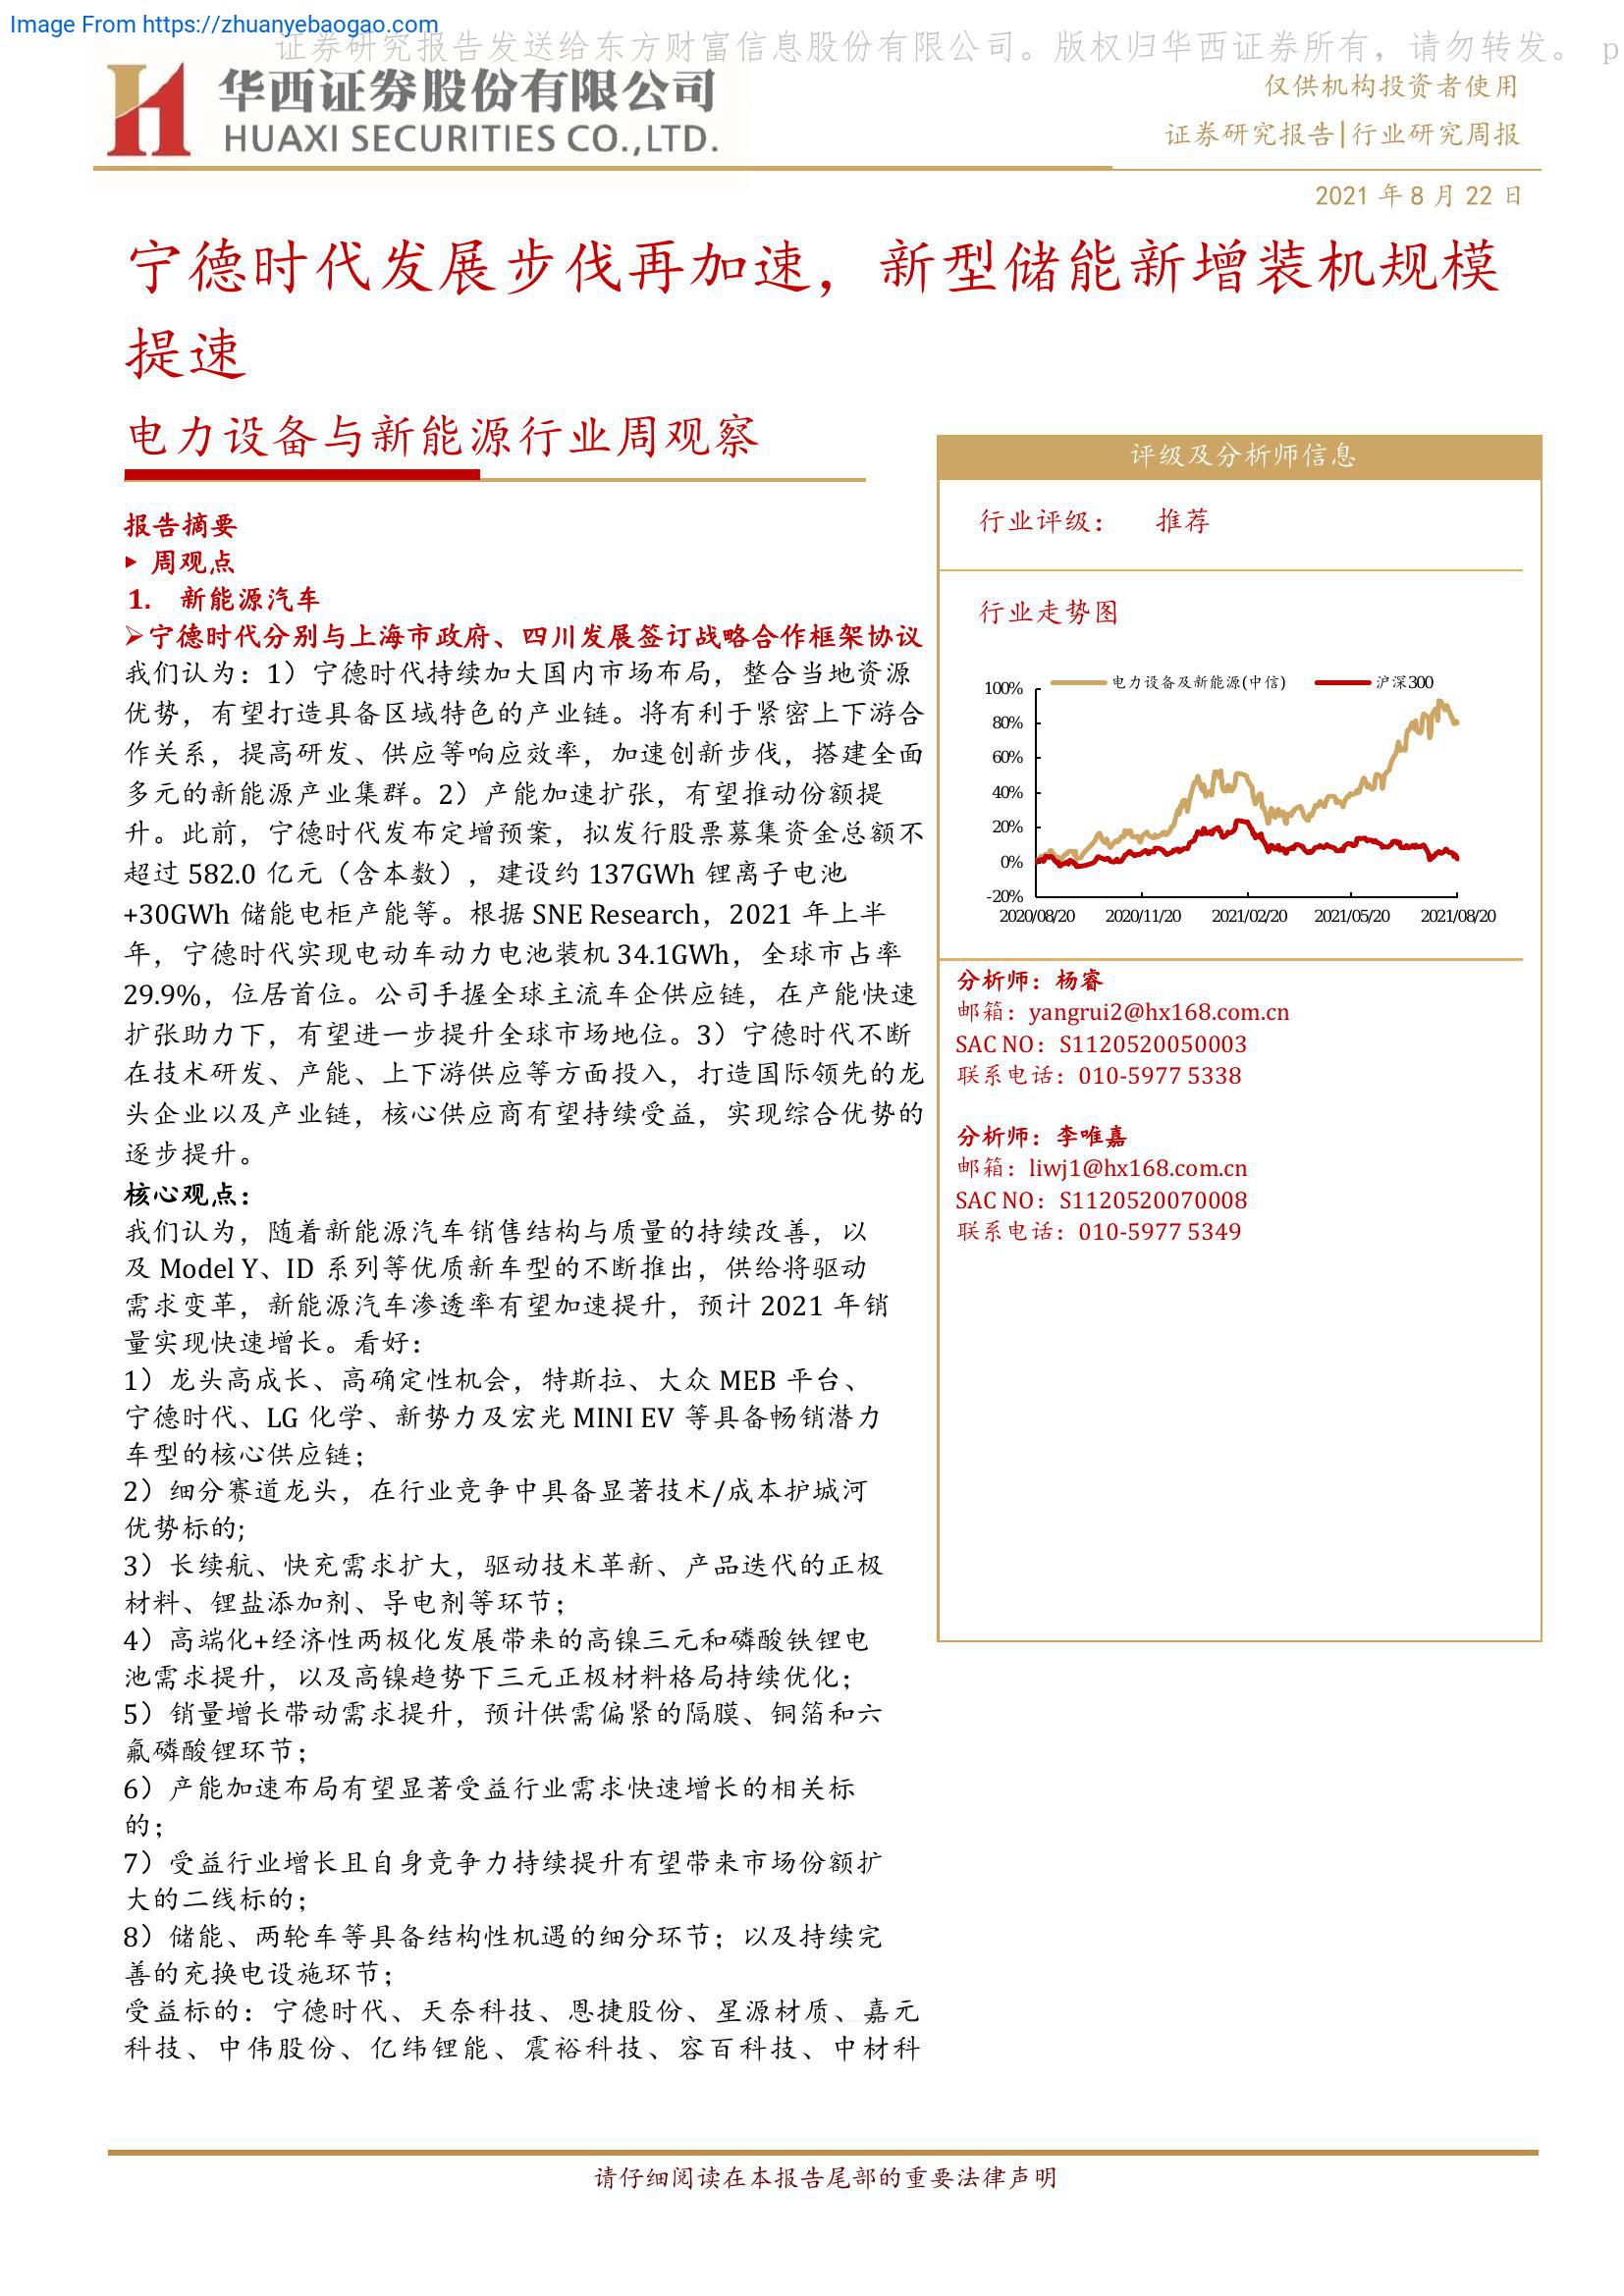 Image From https://zhuanyebaogao.com
证券研究报告发送给东方财富信息股份有限公司。版权归华西证券所有，请勿转发。 p
华西证券股份有限公司
HUAXI SECURITIES CO.,LTD.
仅供机构投资者使用
证券研究报告|行业研究周报
2021 年 8 月 22 日
宁德时代发展步伐再加速，新型储能新增装机规模
提速
电力设备与新能源行业周观察
报告摘要
▸ 周观点
1. 新能源汽车
➢宁德时代分别与上海市政府、四川发展签订战略合作框架协议
我们认为：1）宁德时代持续加大国内市场布局，整合当地资源
优势，有望打造具备区域特色的产业链。将有利于紧密上下游合
作关系，提高研发、供应等响应效率，加速创新步伐，搭建全面
多元的新能源产业集群。2）产能加速扩张，有望推动份额提
升。此前，宁德时代发布定增预案，拟发行股票募集资金总额不
超过 582.0 亿元（含本数），建设约 137GWh 锂离子电池
+30GWh 储能电柜产能等。根据 SNE Research，2021 年上半
年，宁德时代实现电动车动力电池装机 34.1GWh，全球市占率
29.9%，位居首位。公司手握全球主流车企供应链，在产能快速
扩张助力下，有望进一步提升全球市场地位。3）宁德时代不断
在技术研发、产能、上下游供应等方面投入，打造国际领先的龙
头企业以及产业链，核心供应商有望持续受益，实现综合优势的
逐步提升。
核心观点：
我们认为，随着新能源汽车销售结构与质量的持续改善，以
及 Model Y、ID 系列等优质新车型的不断推出，供给将驱动
需求变革，新能源汽车渗透率有望加速提升，预计 2021 年销
量实现快速增长。看好：
1）龙头高成长、高确定性机会，特斯拉、大众 MEB 平台、
宁德时代、LG 化学、新势力及宏光 MINI EV 等具备畅销潜力
车型的核心供应链；
2）细分赛道龙头，在行业竞争中具备显著技术/成本护城河
优势标的;
3）长续航、快充需求扩大，驱动技术革新、产品迭代的正极
材料、锂盐添加剂、导电剂等环节；
4）高端化+经济性两极化发展带来的高镍三元和磷酸铁锂电
池需求提升，以及高镍趋势下三元正极材料格局持续优化；
5）销量增长带动需求提升，预计供需偏紧的隔膜、铜箔和六
氟磷酸锂环节；
6）产能加速布局有望显著受益行业需求快速增长的相关标
的；
7）受益行业增长且自身竞争力持续提升有望带来市场份额扩
大的二线标的；
8）储能、两轮车等具备结构性机遇的细分环节；以及持续完
善的充换电设施环节；
受益标的：宁德时代、天奈科技、恩捷股份、星源材质、嘉元
科技、中伟股份、亿纬锂能、震裕科技、容百科技、中材科
评级及分析师信息
行业评级： 推荐
行业走势图
电力设备及新能源(中信) 沪深300
100%
80%
60%
40%
20%
0%
-20%
2020/08/20 2020/11/20 2021/02/20 2021/05/20 2021/08/20
分析师：杨睿
邮箱：yangrui2@hx168.com.cn
SAC NO：S1120520050003
联系电话：010-5977 5338
分析师：李唯嘉
邮箱：liwj1@hx168.com.cn
SAC NO：S1120520070008
联系电话：010-5977 5349
请仔细阅读在本报告尾部的重要法律声明